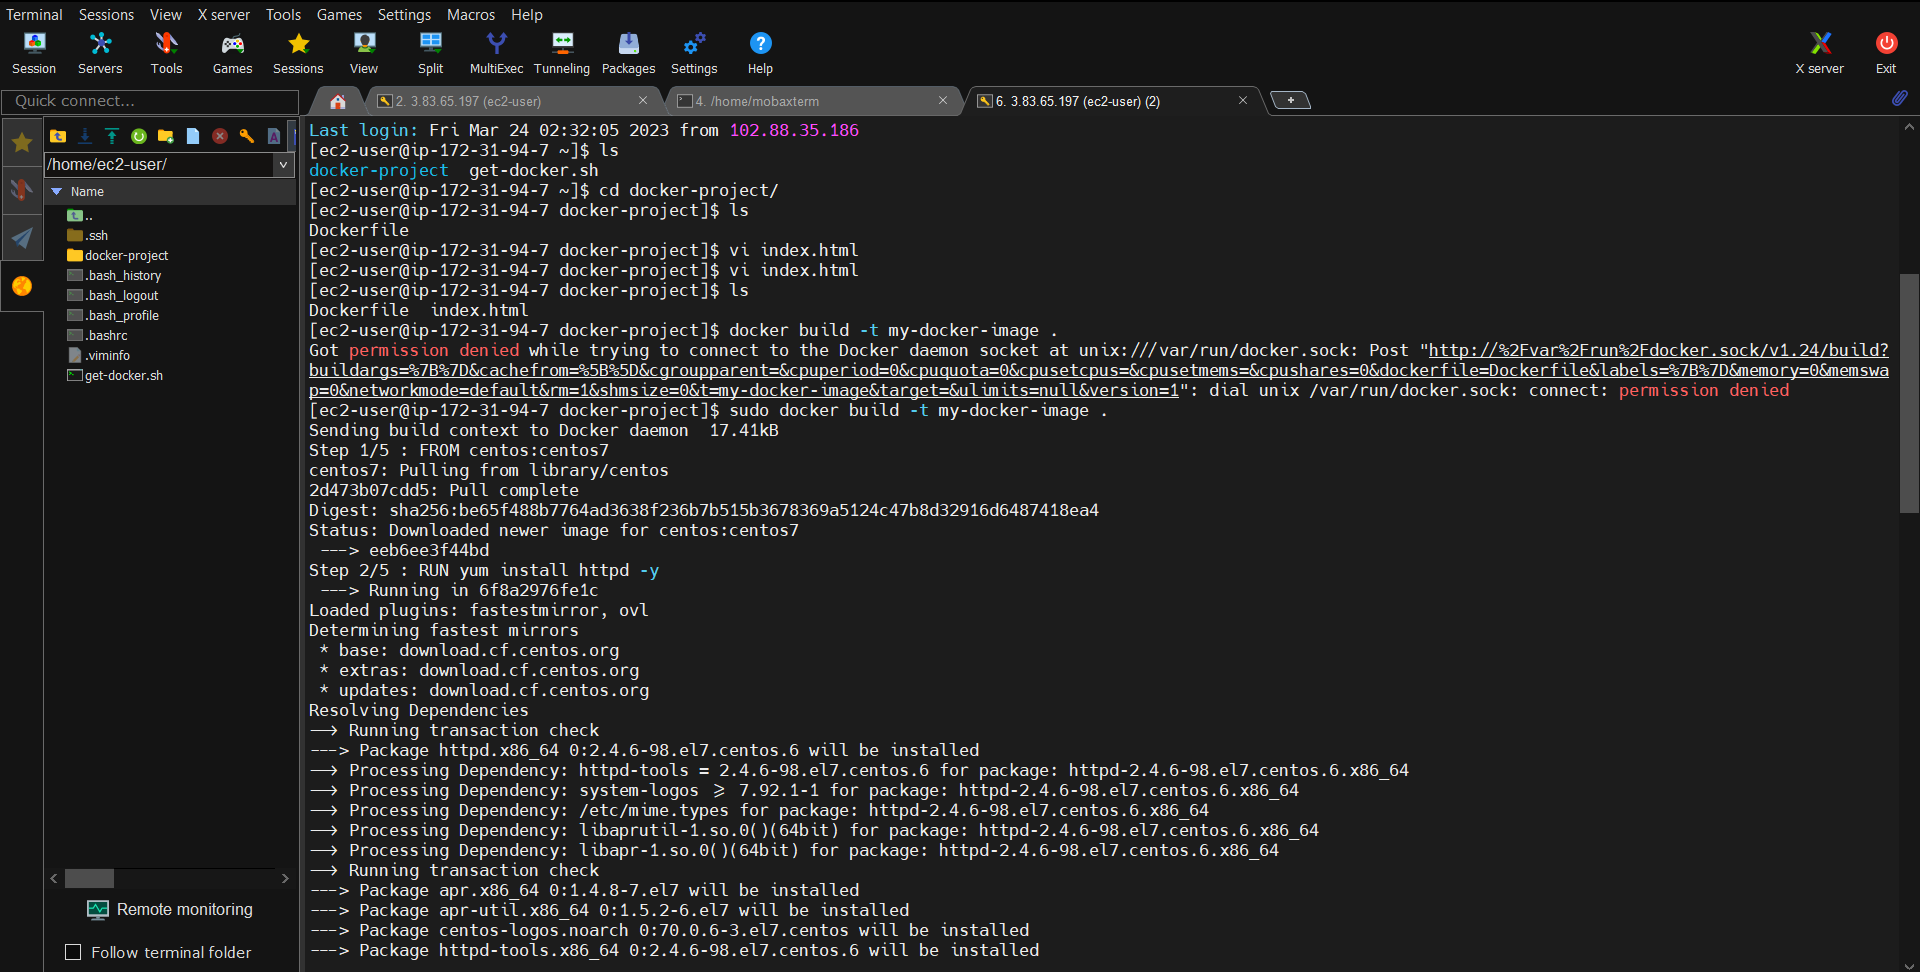 Terminal Sessions View X server Tools Games Settings Macros Help
Session Servers Tools Games Sessions View Split MultiExec Tunneling Packages Settings Help X server Exit
Quick connect...
2. 3.83.65.197 (ec2-user)
4. /home/mobaxterm
6. 3.83.65.197 (ec2-user) (2)
/home/ec2-user/
Name
..
.ssh
docker-project
.bash_history
.bash_logout
.bash_profile
.bashrc
.viminfo
get-docker.sh
Remote monitoring
Follow terminal folder
Last login: Fri Mar 24 02:32:05 2023 from 102.88.35.186
[ec2-user@ip-172-31-94-7 ~]$ ls
docker-project  get-docker.sh
[ec2-user@ip-172-31-94-7 ~]$ cd docker-project/
[ec2-user@ip-172-31-94-7 docker-project]$ ls
Dockerfile
[ec2-user@ip-172-31-94-7 docker-project]$ vi index.html
[ec2-user@ip-172-31-94-7 docker-project]$ vi index.html
[ec2-user@ip-172-31-94-7 docker-project]$ ls
Dockerfile  index.html
[ec2-user@ip-172-31-94-7 docker-project]$ docker build -t my-docker-image .
Got permission denied while trying to connect to the Docker daemon socket at unix:///var/run/docker.sock: Post "http://%2Fvar%2Frun%2Fdocker.sock/v1.24/build?
buildargs=%7B%7D&cachefrom=%5B%5D&cgroupparent=&cpuperiod=0&cpuquota=0&cpusetcpus=&cpusetmems=&cpushares=0&dockerfile=Dockerfile&labels=%7B%7D&memory=0&memswa
p=0&networkmode=default&rm=1&shmsize=0&t=my-docker-image&target=&ulimits=null&version=1": dial unix /var/run/docker.sock: connect: permission denied
[ec2-user@ip-172-31-94-7 docker-project]$ sudo docker build -t my-docker-image .
Sending build context to Docker daemon  17.41kB
Step 1/5 : FROM centos:centos7
centos7: Pulling from library/centos
2d473b07cdd5: Pull complete
Digest: sha256:be65f488b7764ad3638f236b7b515b3678369a5124c47b8d32916d6487418ea4
Status: Downloaded newer image for centos:centos7
 ---> eeb6ee3f44bd
Step 2/5 : RUN yum install httpd -y
 ---> Running in 6f8a2976fe1c
Loaded plugins: fastestmirror, ovl
Determining fastest mirrors
 * base: download.cf.centos.org
 * extras: download.cf.centos.org
 * updates: download.cf.centos.org
Resolving Dependencies
--> Running transaction check
---> Package httpd.x86_64 0:2.4.6-98.el7.centos.6 will be installed
--> Processing Dependency: httpd-tools = 2.4.6-98.el7.centos.6 for package: httpd-2.4.6-98.el7.centos.6.x86_64
--> Processing Dependency: system-logos >= 7.92.1-1 for package: httpd-2.4.6-98.el7.centos.6.x86_64
--> Processing Dependency: /etc/mime.types for package: httpd-2.4.6-98.el7.centos.6.x86_64
--> Processing Dependency: libaprutil-1.so.0()(64bit) for package: httpd-2.4.6-98.el7.centos.6.x86_64
--> Processing Dependency: libapr-1.so.0()(64bit) for package: httpd-2.4.6-98.el7.centos.6.x86_64
--> Running transaction check
---> Package apr.x86_64 0:1.4.8-7.el7 will be installed
---> Package apr-util.x86_64 0:1.5.2-6.el7 will be installed
---> Package centos-logos.noarch 0:70.0.6-3.el7.centos will be installed
---> Package httpd-tools.x86_64 0:2.4.6-98.el7.centos.6 will be installed